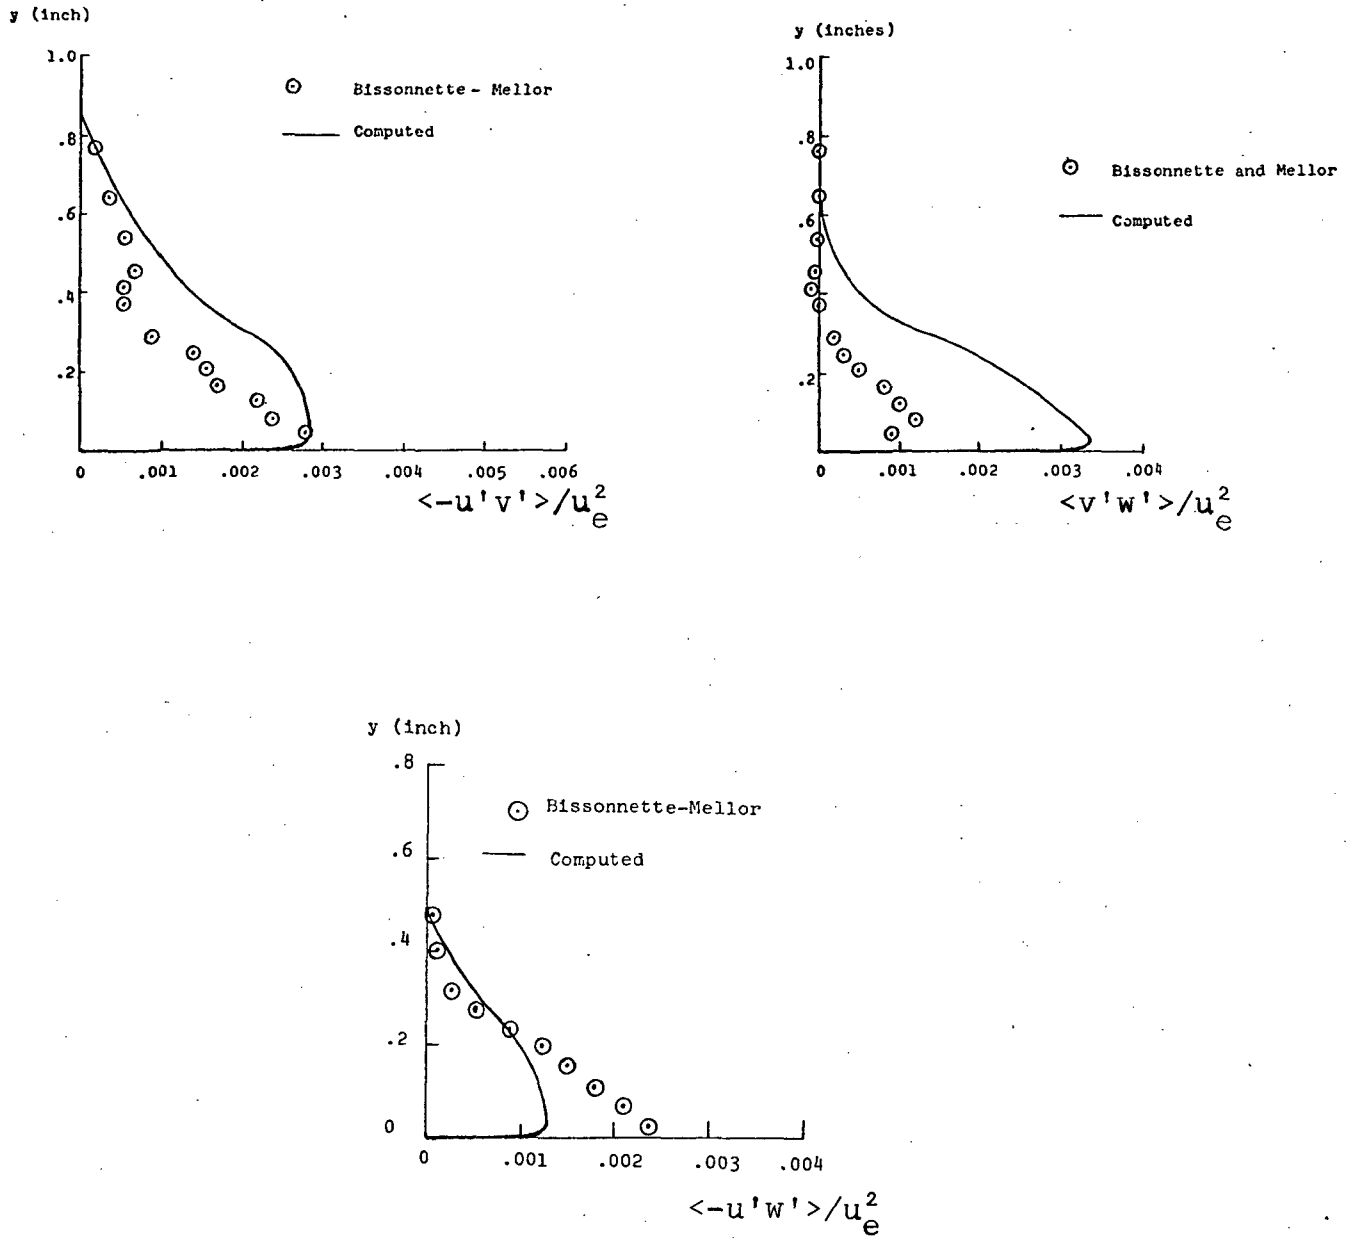 y (inch)
1.0
.8
.6
.4
.2
Bissonnette - Mellor
Computed
0 .001 .002 .003 .004 .005 .006
<-u'v'>/u_e^2
y (inches)
1.0
.8
.6
.2
Bissonnette and Mellor
Computed
0 .001 .002 .003 .004
<v'w'>/u_e^2
y (inch)
.8
.6
.4
.2
0
Bissonnette-Mellor
Computed
0 .001 .002 .003 .004
<-u'w'>/u_e^2